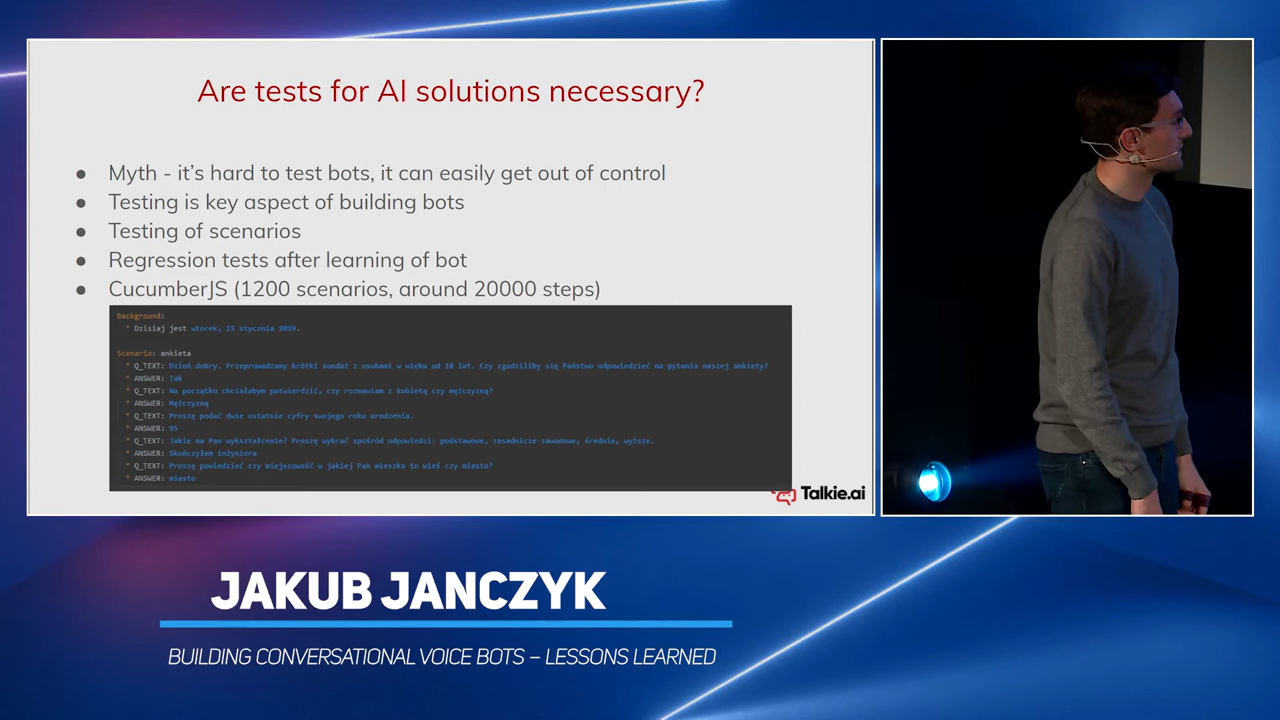 Are tests for AI solutions necessary?
● Myth - it's hard to test bots, it can easily get out of control
● Testing is key aspect of building bots
● Testing of scenarios
● Regression tests after learning of bot
● CucumberJS (1200 scenarios, around 20000 steps)
Background:
* Dzisiaj jest wtorek, 15 stycznia 2019.
Scenario: ankieta
* Q_TEXT: Dzień dobry. Przeprowadzamy krótki sondaż z osobami w wieku od 18 lat. Czy zgodziliby się Państwo odpowiedzieć na pytania naszej ankiety?
* ANSWER: Tak
* Q_TEXT: Na początku chciałabym potwierdzić, czy rozmawiam z kobietą czy mężczyzną?
* ANSWER: Mężczyzną
* Q_TEXT: Proszę podać dwie ostatnie cyfry swojego roku urodzenia.
* ANSWER: 95
* Q_TEXT: Jakie ma Pan wykształcenie? Proszę wybrać spośród odpowiedzi: podstawowe, zasadnicze-zawodowe, średnie, wyższe.
* ANSWER: Skończyłem inżyniera
* Q_TEXT: Proszę powiedzieć czy miejscowość w jakiej Pan mieszka to wieś czy miasto?
* ANSWER: miasto
Talkie.ai
JAKUB JANCZYK
BUILDING CONVERSATIONAL VOICE BOTS – LESSONS LEARNED